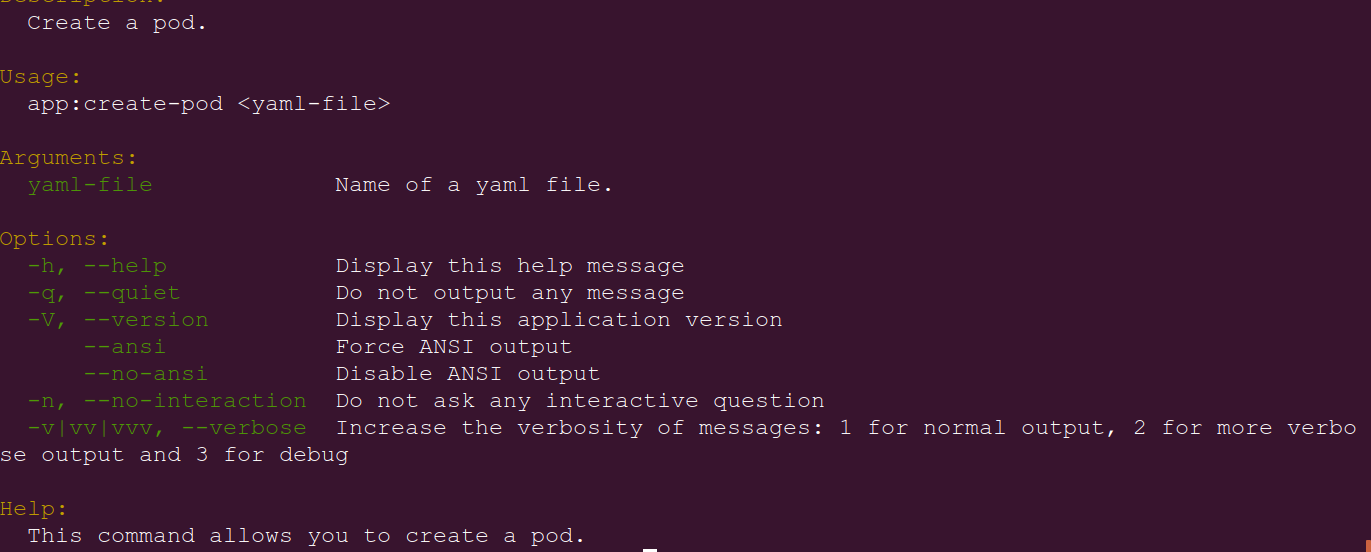 Description:
  Create a pod.

Usage:
  app:create-pod <yaml-file>

Arguments:
  yaml-file             Name of a yaml file.

Options:
  -h, --help            Display this help message
  -q, --quiet           Do not output any message
  -V, --version         Display this application version
      --ansi            Force ANSI output
      --no-ansi         Disable ANSI output
  -n, --no-interaction  Do not ask any interactive question
  -v|vv|vvv, --verbose  Increase the verbosity of messages: 1 for normal output, 2 for more verbo
se output and 3 for debug

Help:
  This command allows you to create a pod.